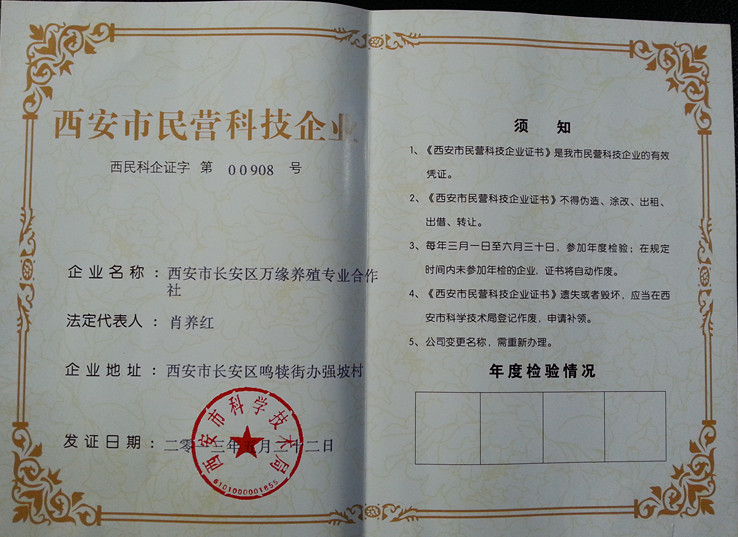 西安市民营科技企业
西民科企证字 第 00908 号
企业名称：西安市长安区万缘养殖专业合作
社
法定代表人：肖养红
企业地址：西安市长安区鸣犊街办强坡村
发证日期：二零 三年五月二十二日
西安市科学技术局
6101000001855
须 知
1、《西安市民营科技企业证书》是我市民营科技企业的有效
凭证。
2、《西安市民营科技企业证书》不得伪造、涂改、出租、
出借、转让。
3、每年三月一日至六月三十日，参加年度检验；在规定
时间内未参加年检的企业，证书将自动作废。
4、《西安市民营科技企业证书》遗失或者毁坏，应当在西
安市科学技术局登记作废，申请补领。
5、公司变更名称，需重新办理。
年度检验情况